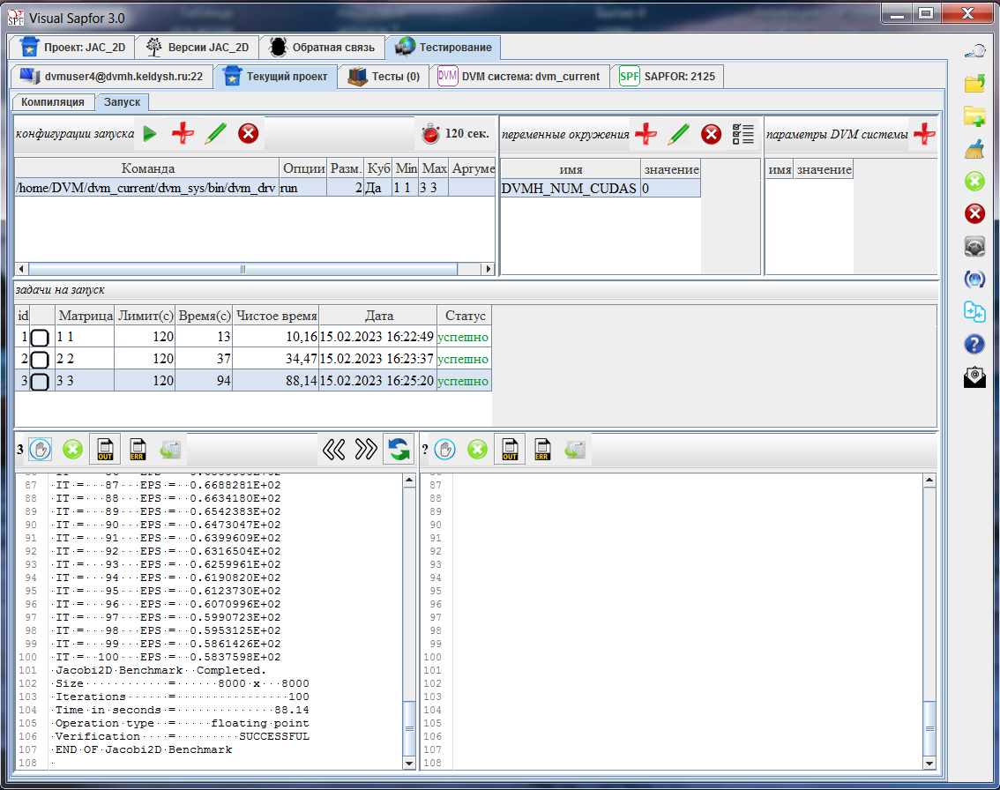 Visual Sapfor 3.0
Проект: JAC_2D Версии JAC_2D Обратная связь Тестирование
dvmuser4@dvmh.keldysh.ru:22 Текущий проект Тесты (0) DVM DVM система: dvm_current SPF SAPFOR: 2125
Компиляция Запуск
конфигурации запуска 120 сек. переменные окружения параметры DVM системы
Команда Опции Разм. Куб Min Max Аргуме имя значение имя значение
/home/DVM/dvm_current/dvm_sys/bin/dvm_drv run 2 Да 1 1 3 3 DVMH_NUM_CUDAS 0
задачи на запуск
id Матрица Лимит(с) Время(с) Чистое время Дата Статус
1 1 1 120 13 10,16 15.02.2023 16:22:49 успешно
2 2 2 120 37 34,47 15.02.2023 16:23:37 успешно
3 3 3 120 94 88,14 15.02.2023 16:25:20 успешно
3 OUT ERR ? OUT ERR
87 ·IT·=···87···EPS·=··0.6688281E+02 87
88 ·IT·=···88···EPS·=··0.6634180E+02 88
89 ·IT·=···89···EPS·=··0.6542383E+02 89
90 ·IT·=···90···EPS·=··0.6473047E+02 90
91 ·IT·=···91···EPS·=··0.6399609E+02 91
92 ·IT·=···92···EPS·=··0.6316504E+02 92
93 ·IT·=···93···EPS·=··0.6259961E+02 93
94 ·IT·=···94···EPS·=··0.6190820E+02 94
95 ·IT·=···95···EPS·=··0.6123730E+02 95
96 ·IT·=···96···EPS·=··0.6070996E+02 96
97 ·IT·=···97···EPS·=··0.5990723E+02 97
98 ·IT·=···98···EPS·=··0.5953125E+02 98
99 ·IT·=···99···EPS·=··0.5861426E+02 99
100 ·IT·=··100···EPS·=··0.5837598E+02 100
101 ·Jacobi2D·Benchmark··Completed. 101
102 ·Size············=······8000·x···8000 102
103 ·Iterations······=················100 103
104 ·Time·in·seconds·=··············88.14 104
105 ·Operation·type··=·····floating·point 105
106 ·Verification····=·········SUCCESSFUL 106
107 ·END·OF·Jacobi2D·Benchmark 107
108 · 108